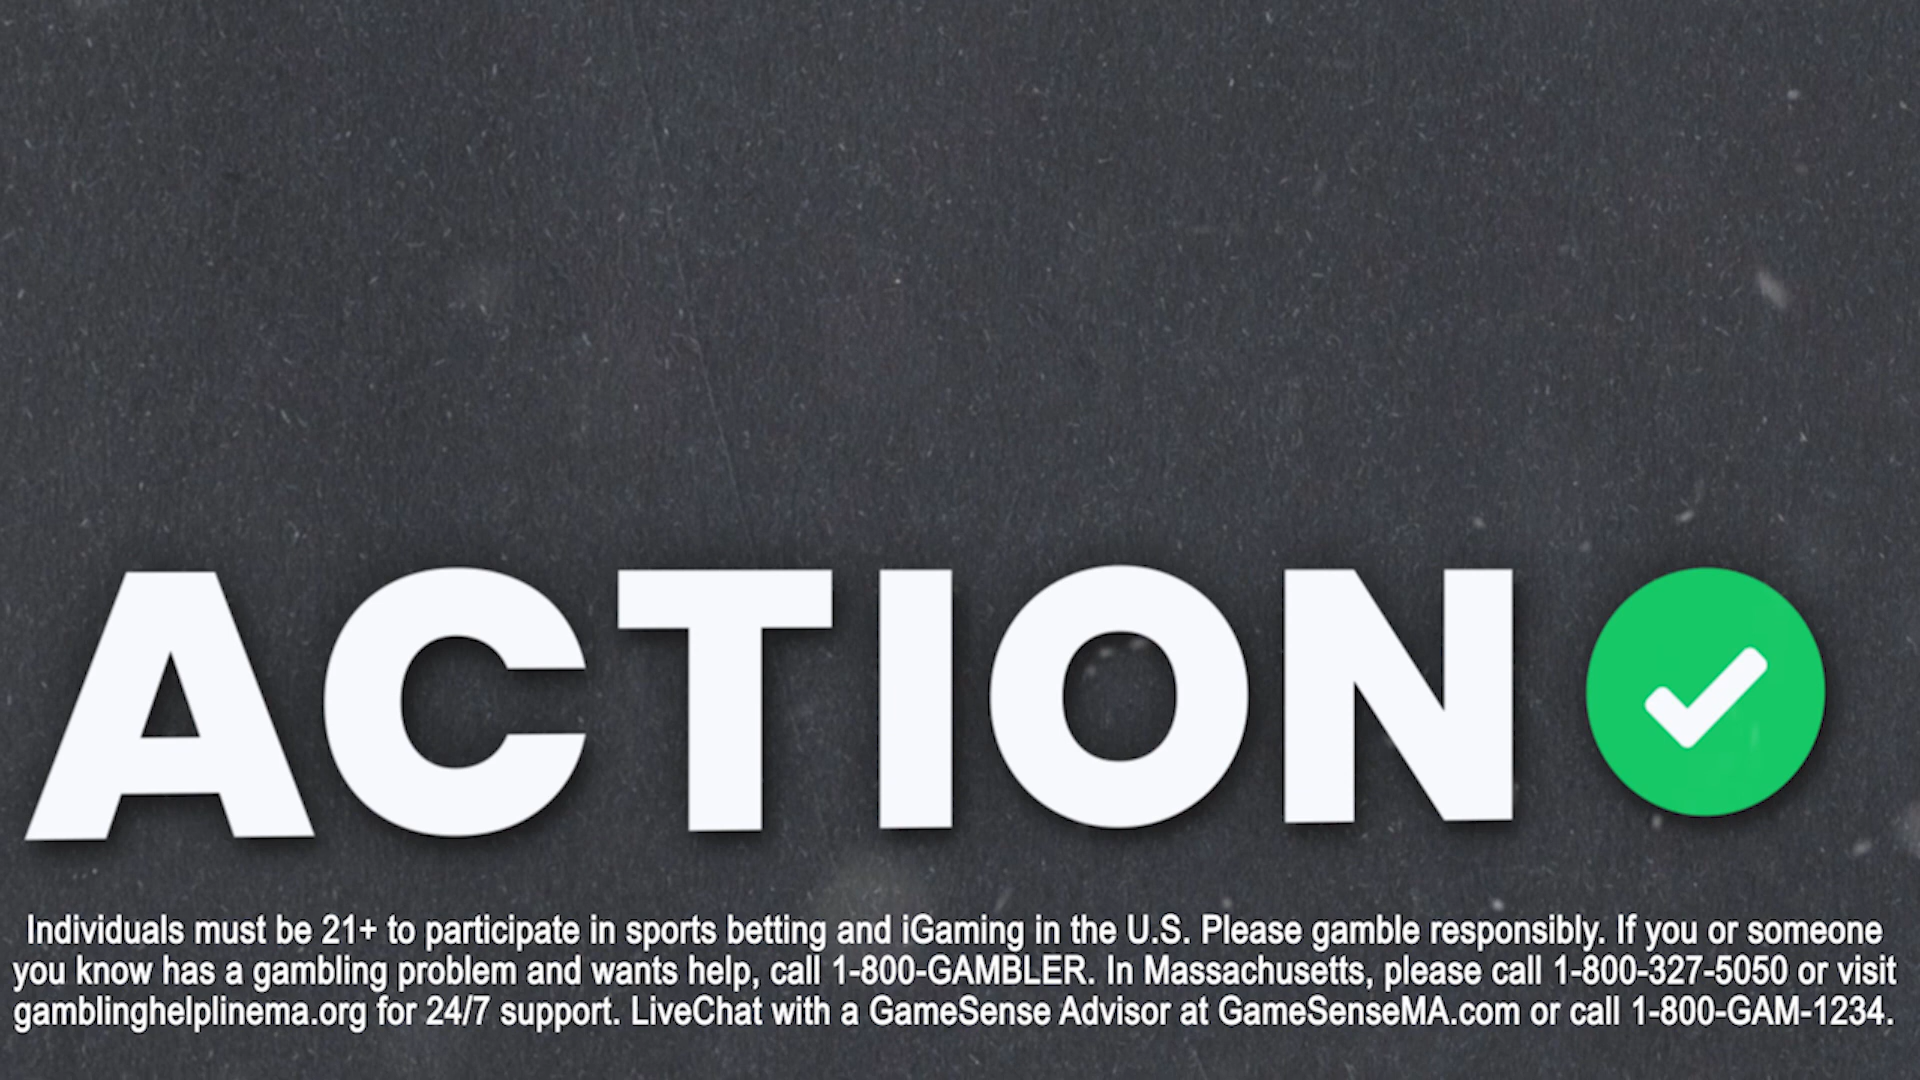 ACTION
Individuals must be 21+ to participate in sports betting and iGaming in the U.S. Please gamble responsibly. If you or someone
you know has a gambling problem and wants help, call 1-800-GAMBLER. In Massachusetts, please call 1-800-327-5050 or visit
gamblinghelplinema.org for 24/7 support. LiveChat with a GameSense Advisor at GameSenseMA.com or call 1-800-GAM-1234.